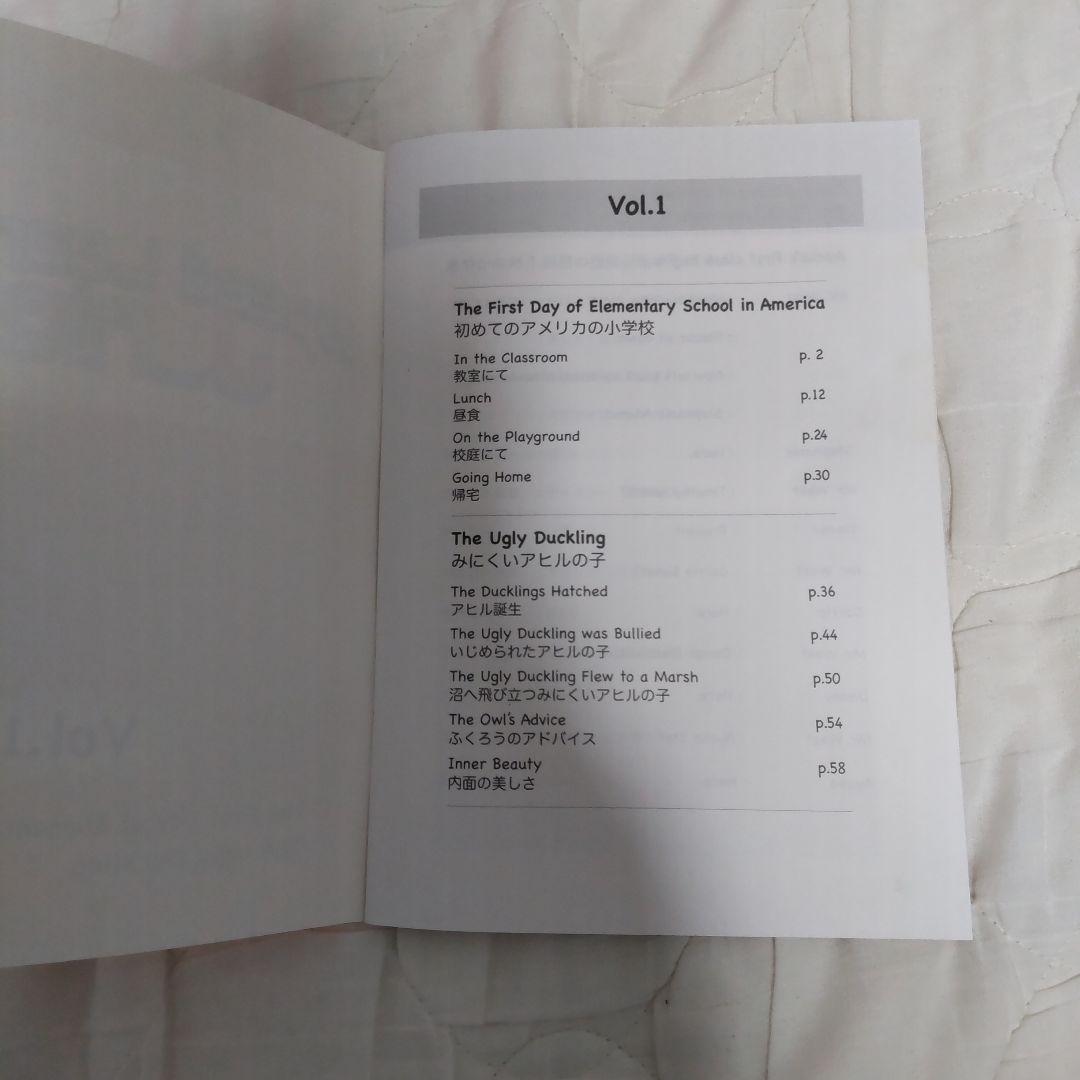 Vol.1
The First Day of Elementary School in America
初めてのアメリカの小学校
In the Classroom p. 2
教室にて
Lunch p.12
昼食
On the Playground p.24
校庭にて
Going Home p.30
帰宅
The Ugly Duckling
みにくいアヒルの子
The Ducklings Hatched p.36
アヒル誕生
The Ugly Duckling was Bullied p.44
いじめられたアヒルの子
The Ugly Duckling Flew to a Marsh p.50
沼へ飛び立つみにくいアヒルの子
The Owl's Advice p.54
ふくろうのアドバイス
Inner Beauty p.58
内面の美しさ